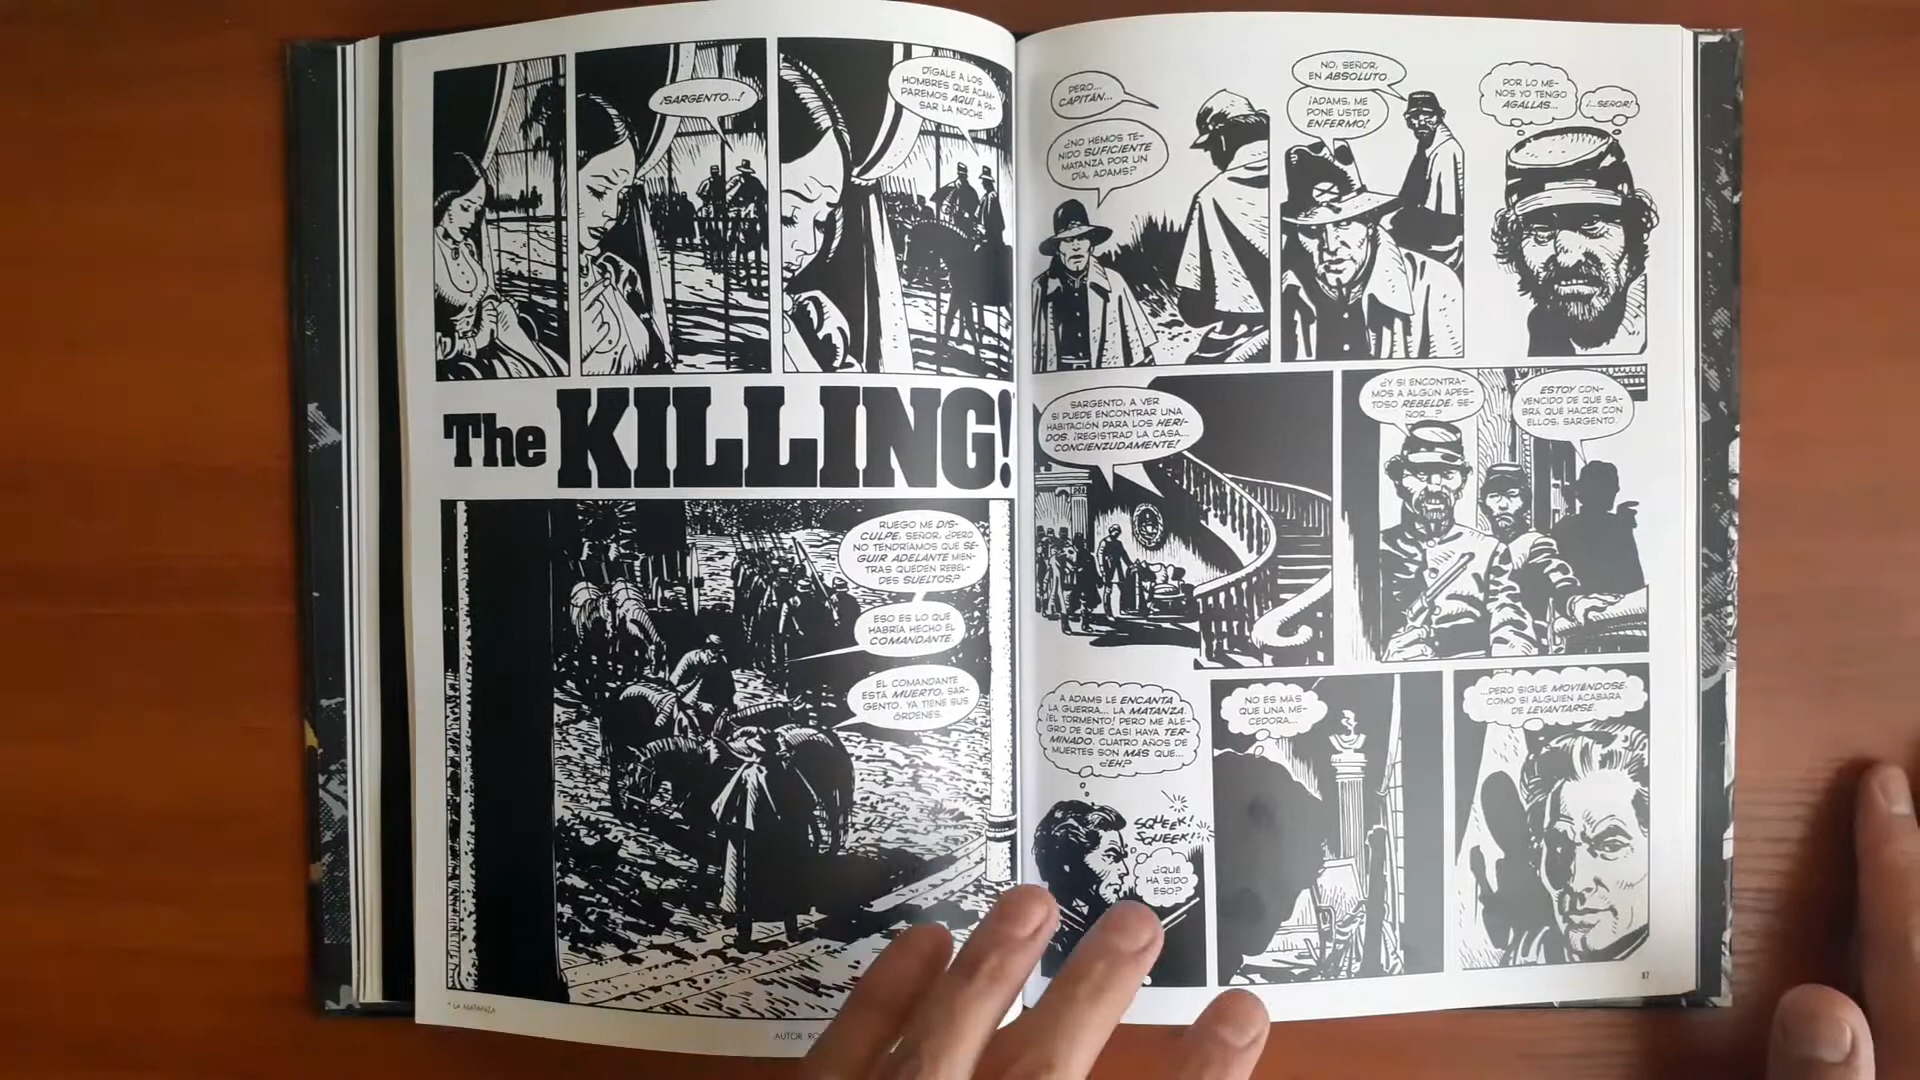 ¡SARGENTO...!
DÍGALE A LOS
HOMBRES QUE ACAM-
PAREMOS AQUÍ A PA-
SAR LA NOCHE
The KILLING!
RUEGO ME DIS-
CULPE, SEÑOR, ¿PERO
NO TENDRÍAMOS QUE SE-
GUIR ADELANTE MIEN-
TRAS QUEDEN REBEL-
DES SUELTOS?
ESO ES LO QUE
HABRÍA HECHO EL
COMANDANTE.
EL COMANDANTE
ESTÁ MUERTO, SAR-
GENTO. YA TIENE SUS
ÓRDENES.
* LA MATANZA
AUTOR
PERO...
CAPITÁN...
¿NO HEMOS TE-
NIDO SUFICIENTE
MATANZA POR UN
DÍA, ADAMS?
NO, SEÑOR,
EN ABSOLUTO.
¡ADAMS, ME
PONE USTED
ENFERMO!
POR LO ME-
NOS YO TENGO
AGALLAS...
¡...SEÑOR!
SARGENTO, A VER
SI PUEDE ENCONTRAR UNA
HABITACIÓN PARA LOS HERI-
DOS. ¡REGISTRAD LA CASA...
CONCIENZUDAMENTE!
¿Y SI ENCONTRA-
MOS A ALGÚN APES-
TOSO REBELDE, SE-
ÑOR...?
ESTOY CON-
VENCIDO DE QUE SA-
BRÁ QUÉ HACER CON
ELLOS, SARGENTO.
A ADAMS LE ENCANTA
LA GUERRA... LA MATANZA.
¡EL TORMENTO! PERO ME ALE-
GRO DE QUE CASI HAYA TER-
MINADO. CUATRO AÑOS DE
MUERTES SON MÁS QUE...
¿EH?
SQUEEK!
SQUEEK!
¿QUÉ
HA SIDO
ESO?
NO ES MÁS
QUE UNA ME-
CEDORA...
...PERO SIGUE MOVIÉNDOSE,
COMO SI ALGUIEN ACABARA
DE LEVANTARSE.
87